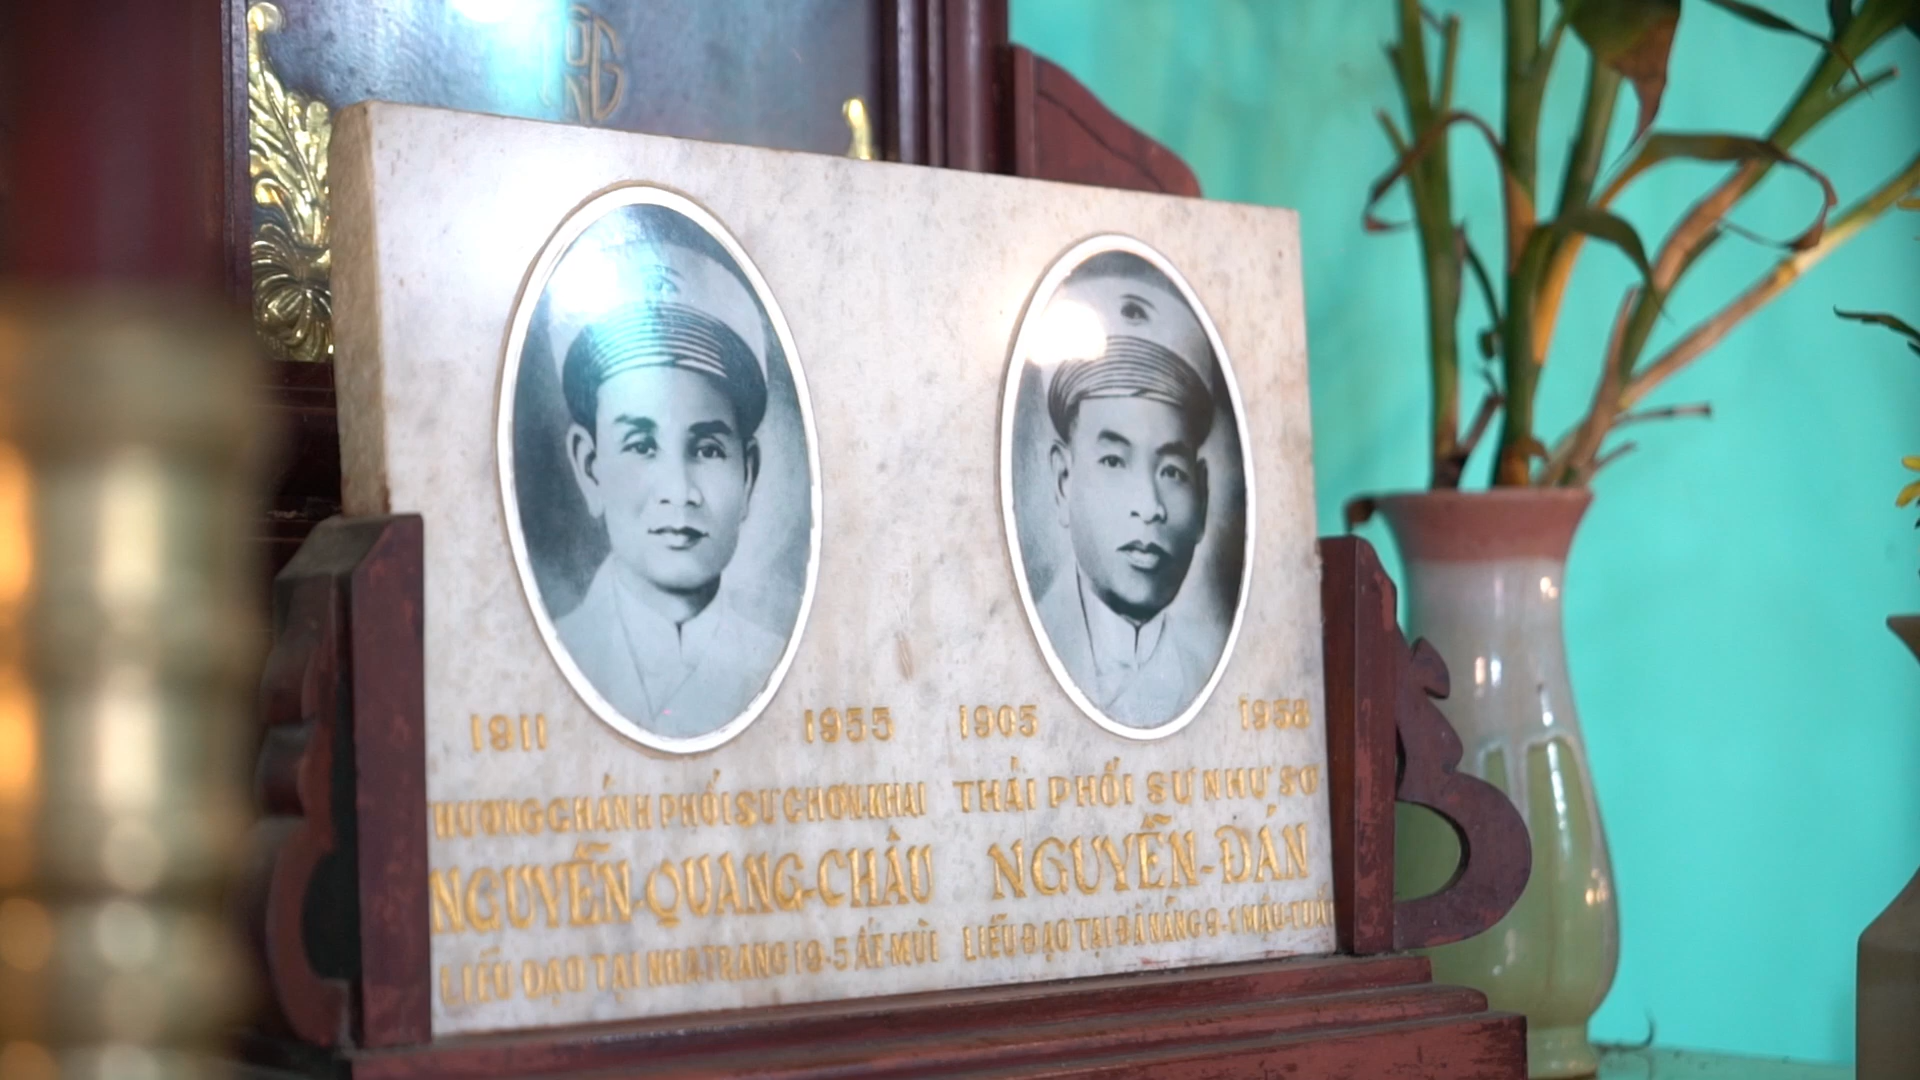 1911 1955
HƯƠNG CHÁNH PHỐI SƯ CHƠN-KHAI
NGUYỄN-QUANG-CHÂU
LIỄU ĐẠO TẠI NHATRANG 19-5 ẤT-MÙI
1905 1958
THÁI PHỐI SƯ NHƯ SƠ
NGUYỄN-ĐÁN
LIỄU ĐẠO TẠI ĐÀ NẲNG 9-1 MẬU-TUẤT